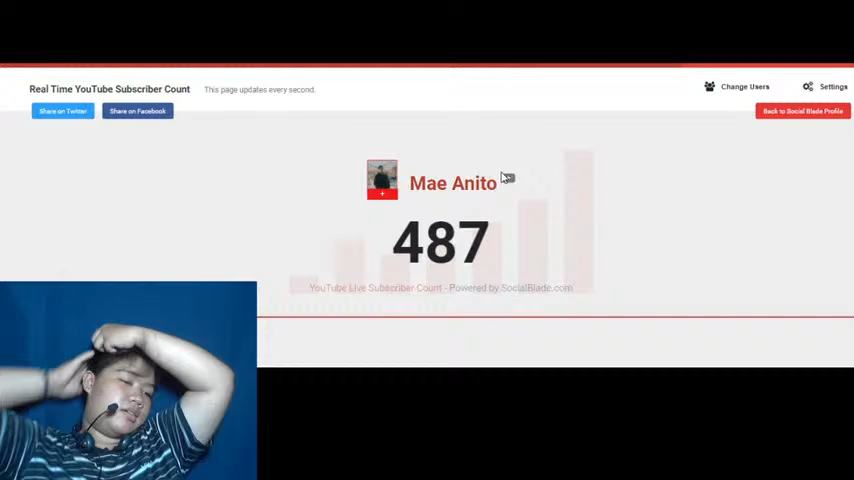 Real Time YouTube Subscriber Count
This page updates every second.
Change Users
Settings
Share on Twitter
Share on Facebook
Back to Social Blade Profile
Mae Anito
487
YouTube Live Subscriber Count - Powered by SocialBlade.com